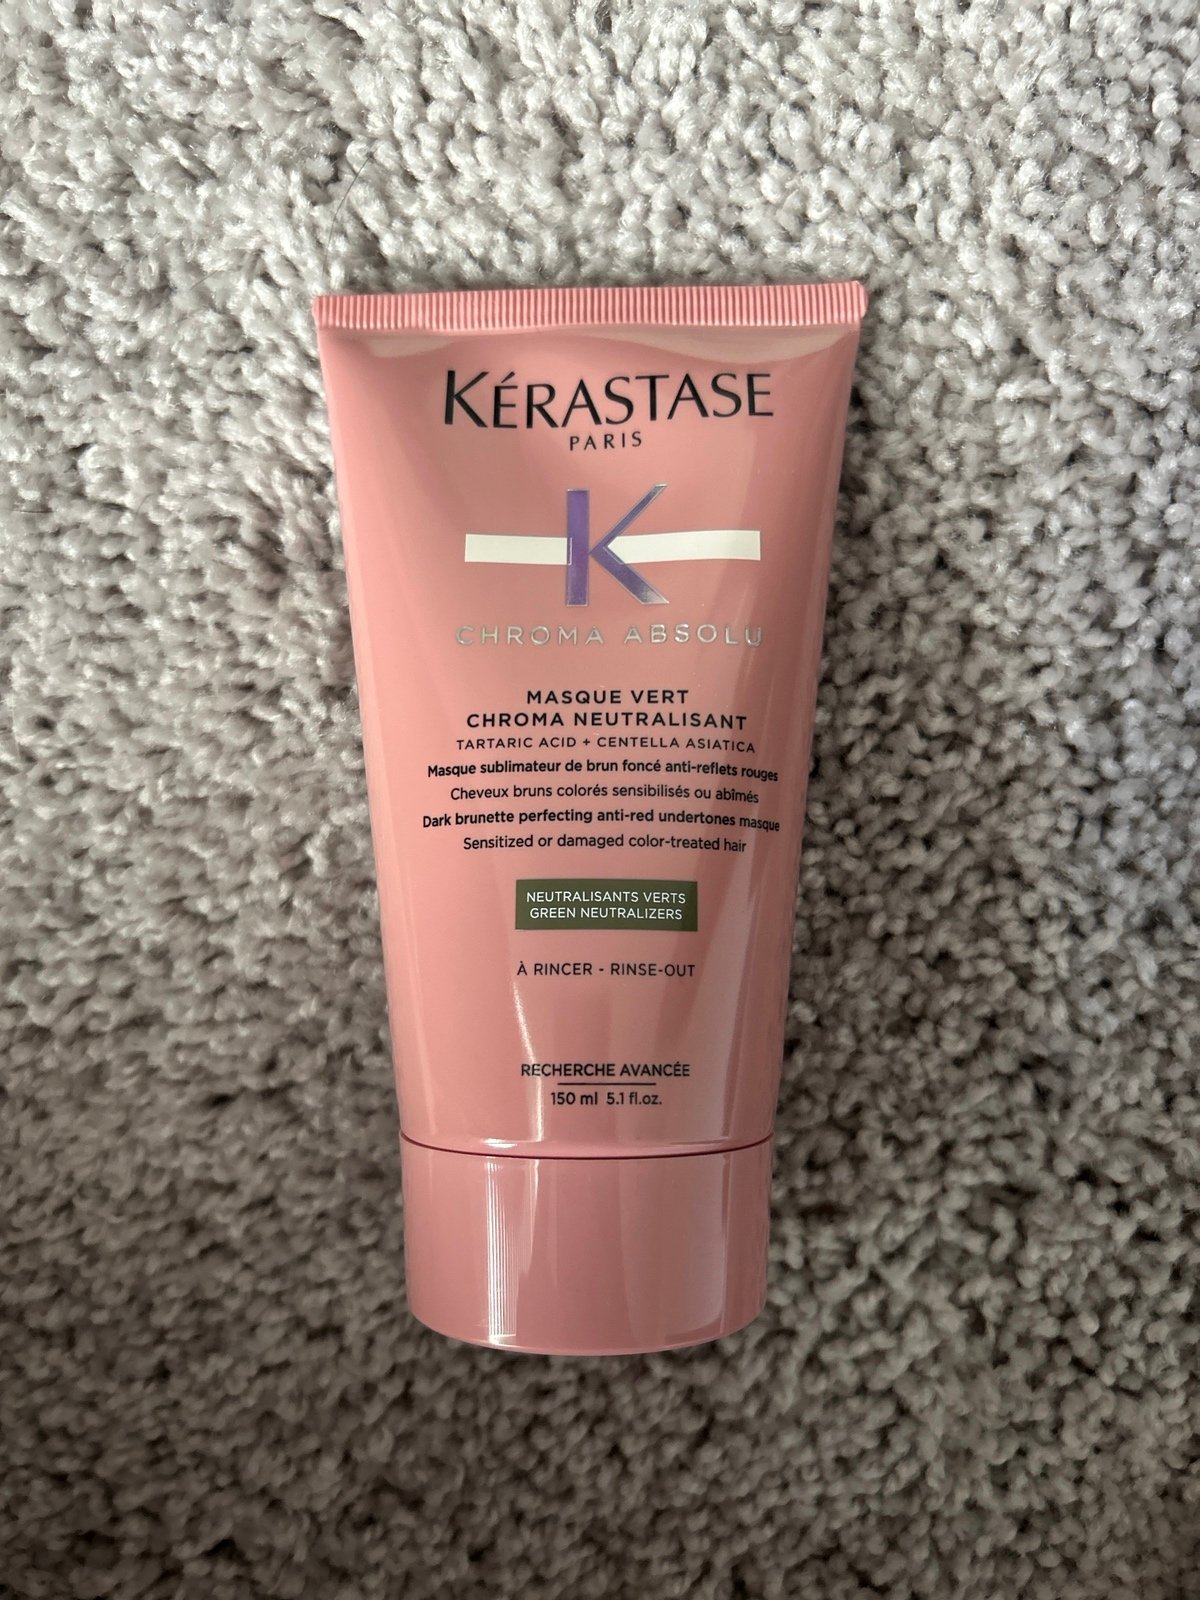 KÉRASTASE
PARIS
K
CHROMA ABSOLU
MASQUE VERT
CHROMA NEUTRALISANT
TARTARIC ACID + CENTELLA ASIATICA
Masque sublimateur de brun foncé anti-reflets rouges
Cheveux bruns colorés sensibilisés ou abîmés
Dark brunette perfecting anti-red undertones masque
Sensitized or damaged color-treated hair
NEUTRALISANTS VERTS
GREEN NEUTRALIZERS
À RINCER - RINSE-OUT
RECHERCHE AVANCÉE
150 ml 5.1 fl.oz.